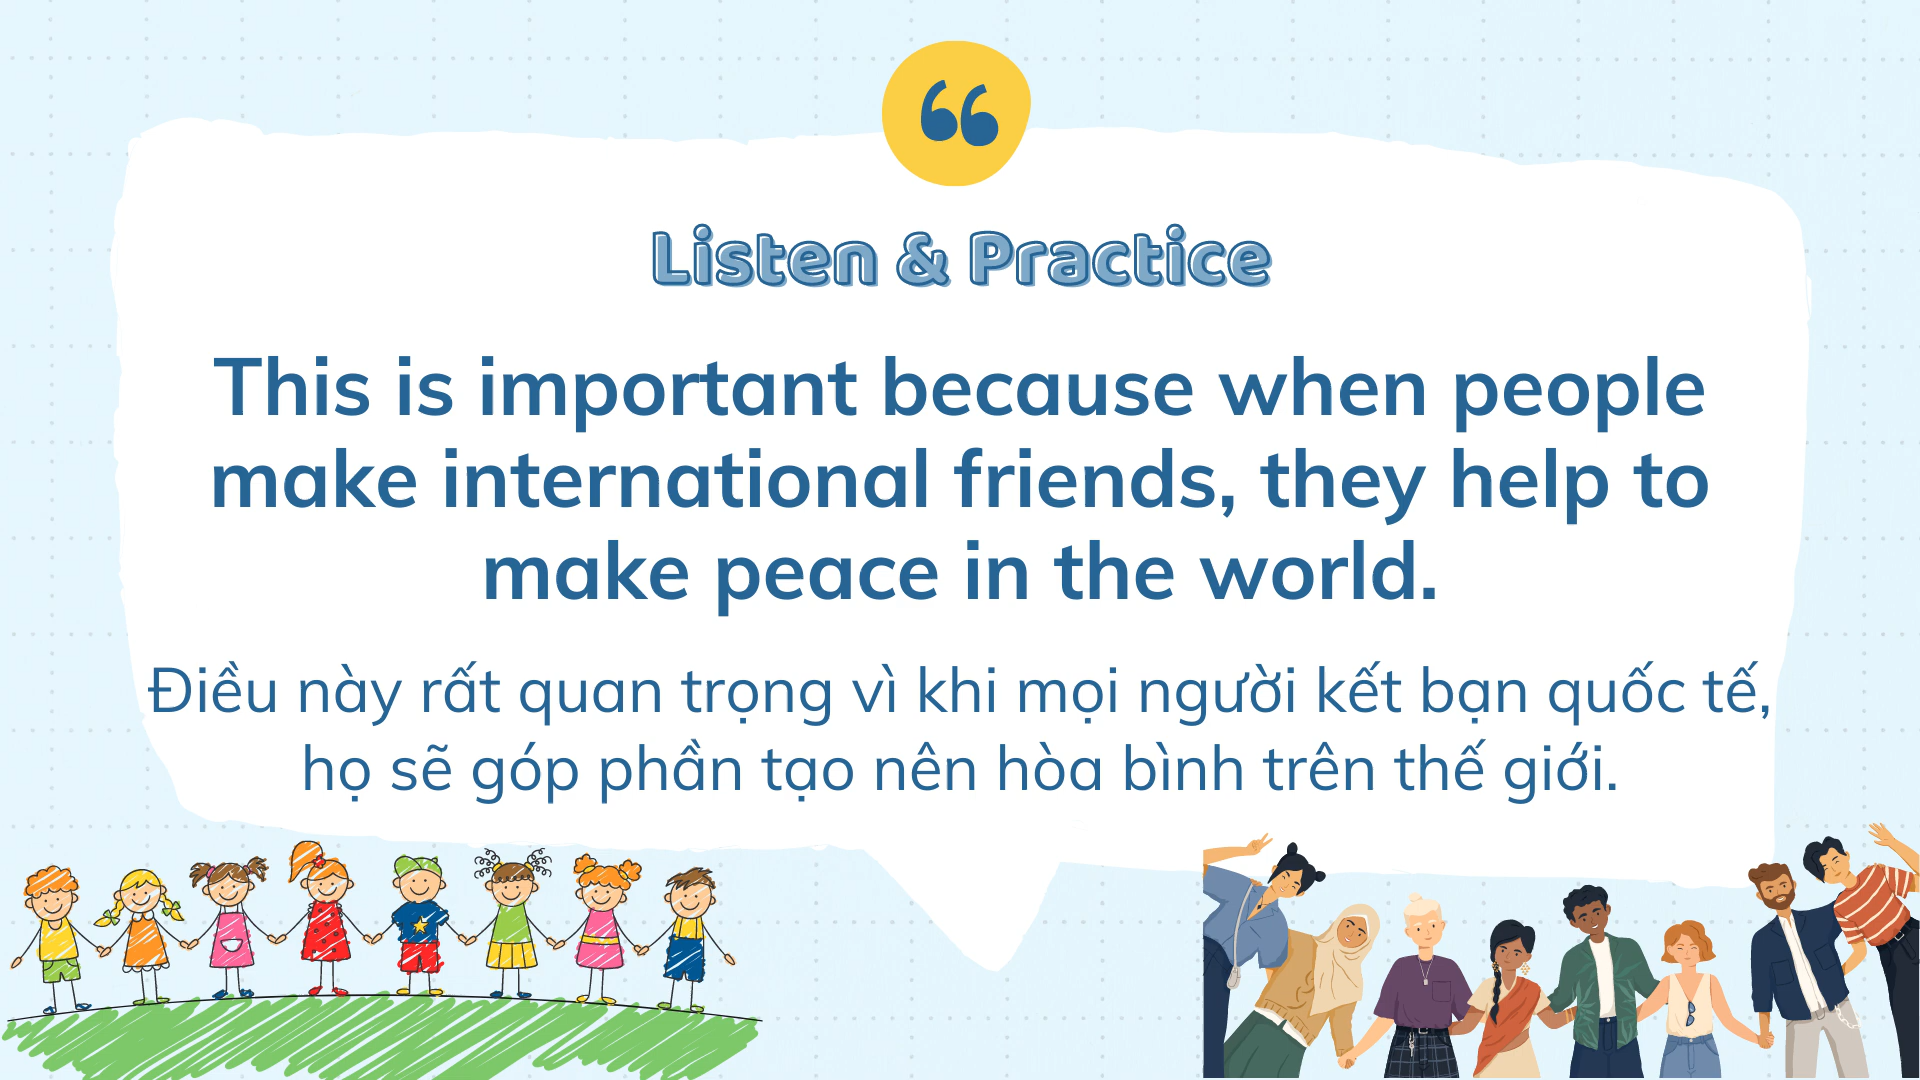 Listen & Practice
This is important because when people
make international friends, they help to
make peace in the world.
Điều này rất quan trọng vì khi mọi người kết bạn quốc tế,
họ sẽ góp phần tạo nên hòa bình trên thế giới.